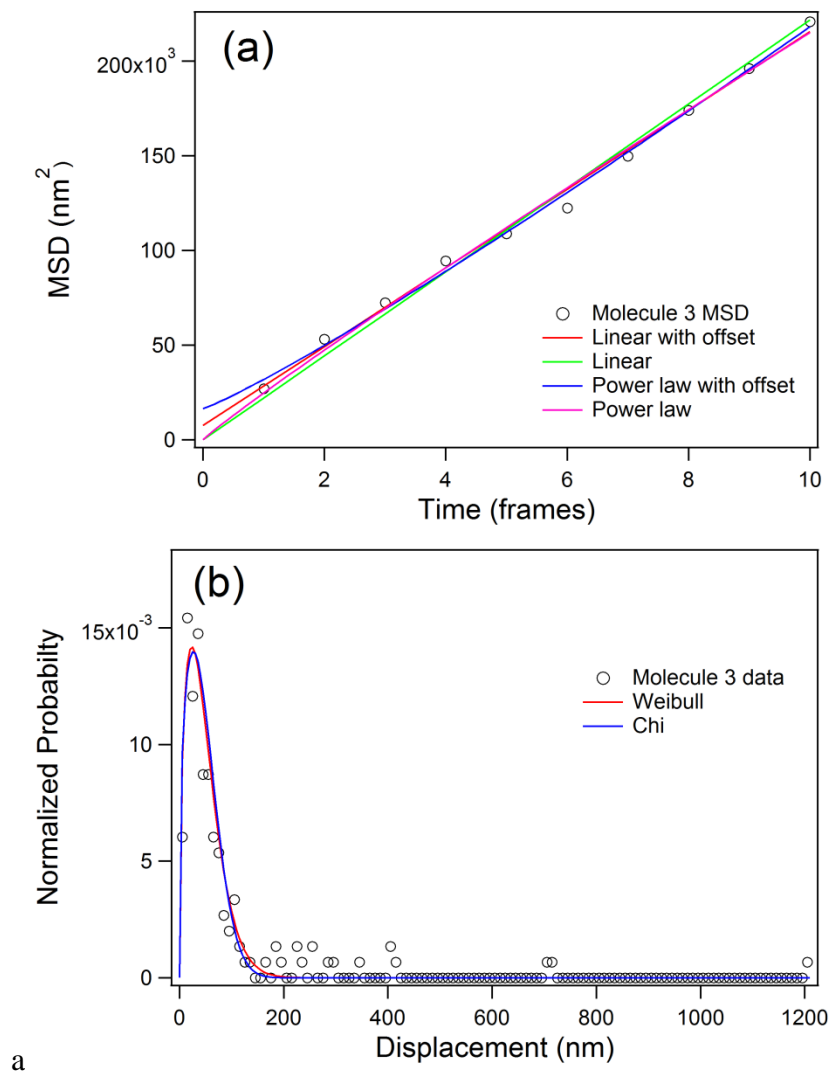 (a)
200x10³
150
100
50
0
MSD (nm²)
Molecule 3 MSD
Linear with offset
Linear
Power law with offset
Power law
0 2 4 6 8 10
Time (frames)
(b)
15x10⁻³
10
5
0
Normalized Probabilty
Molecule 3 data
Weibull
Chi
0 200 400 600 800 1000 1200
Displacement (nm)
a